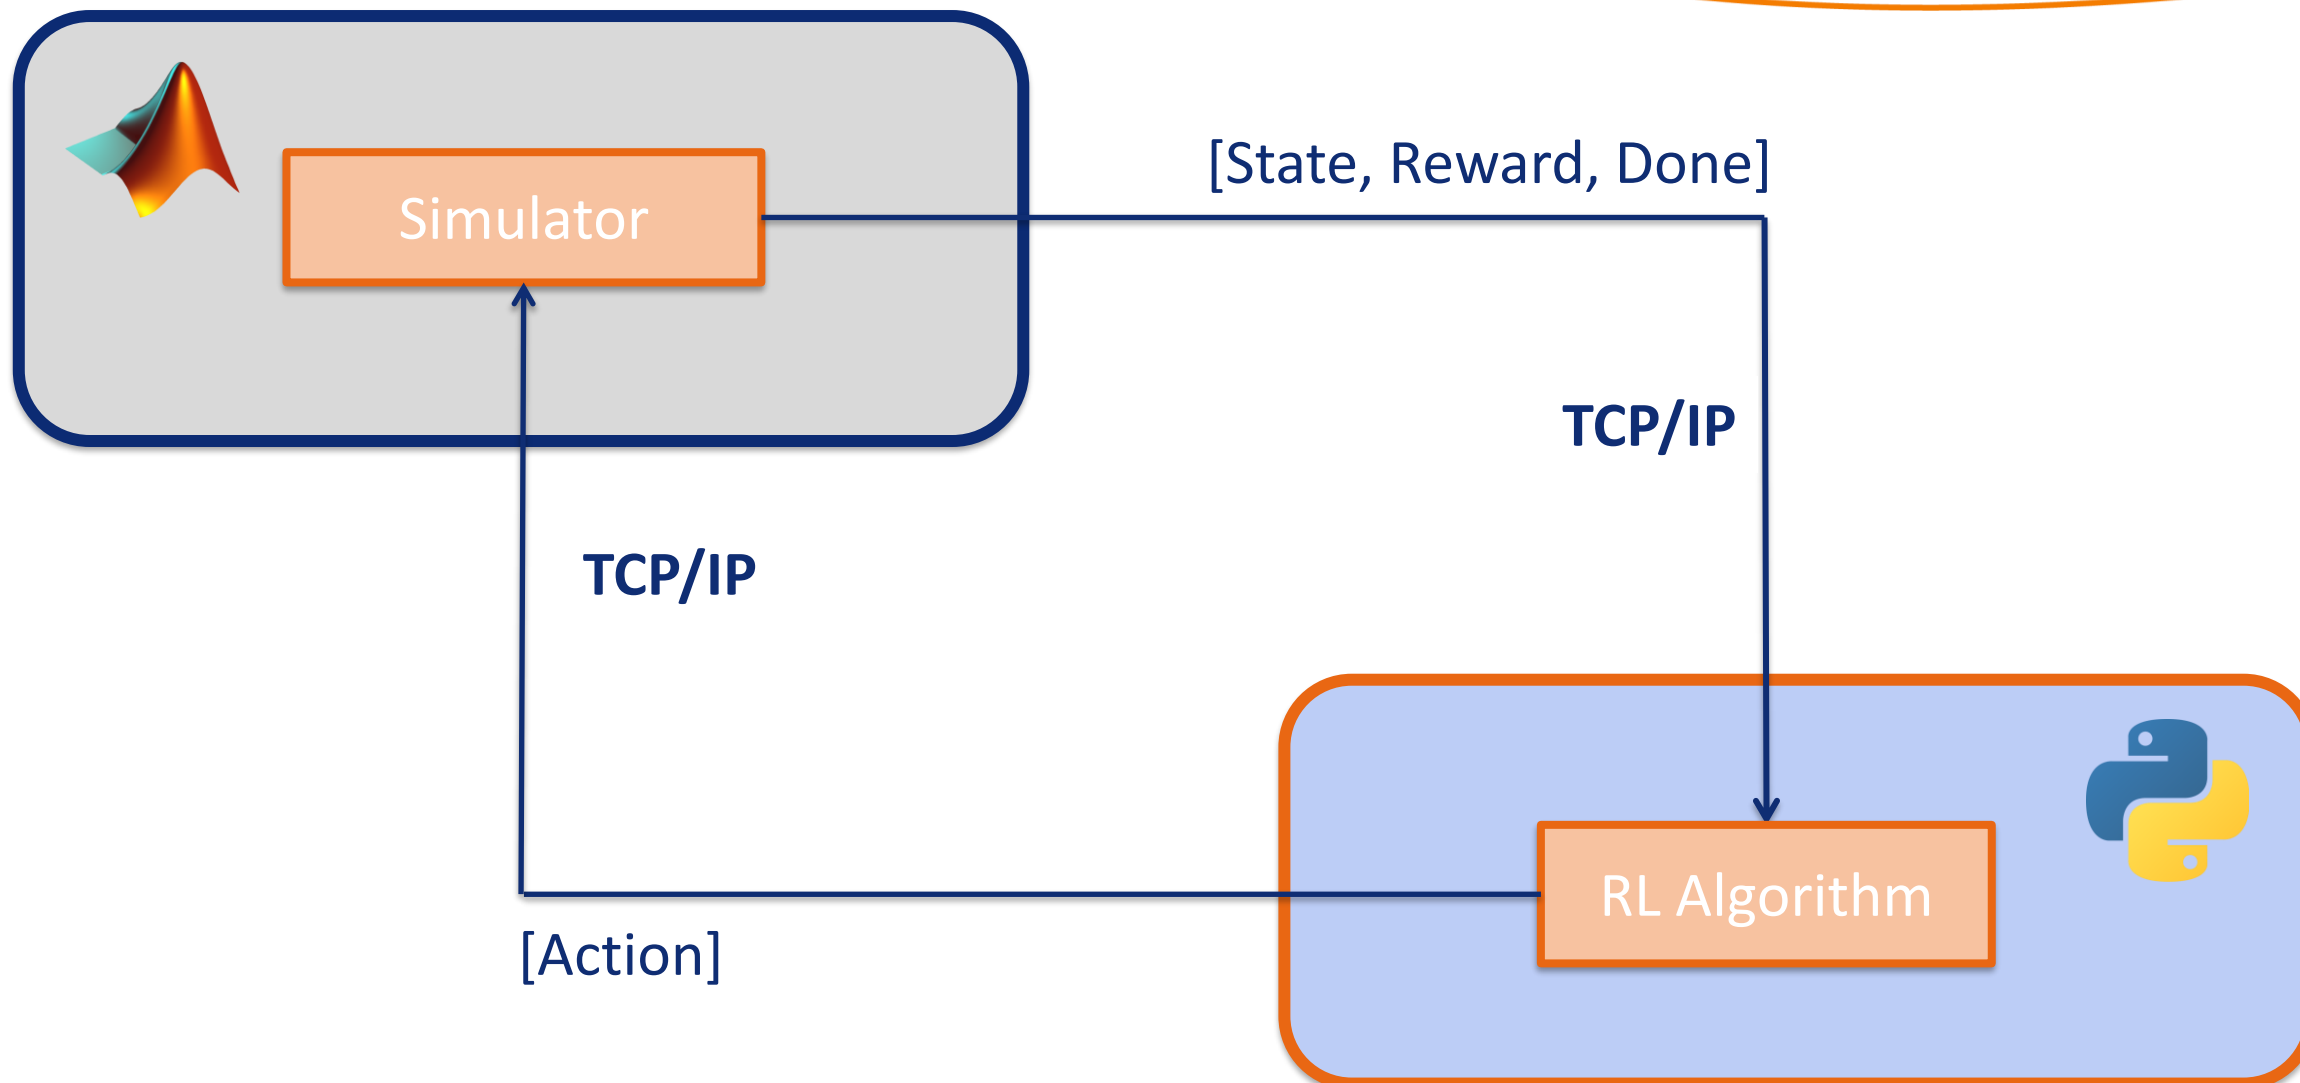 [State, Reward, Done]
Simulator
TCP/IP
TCP/IP
RL Algorithm
[Action]